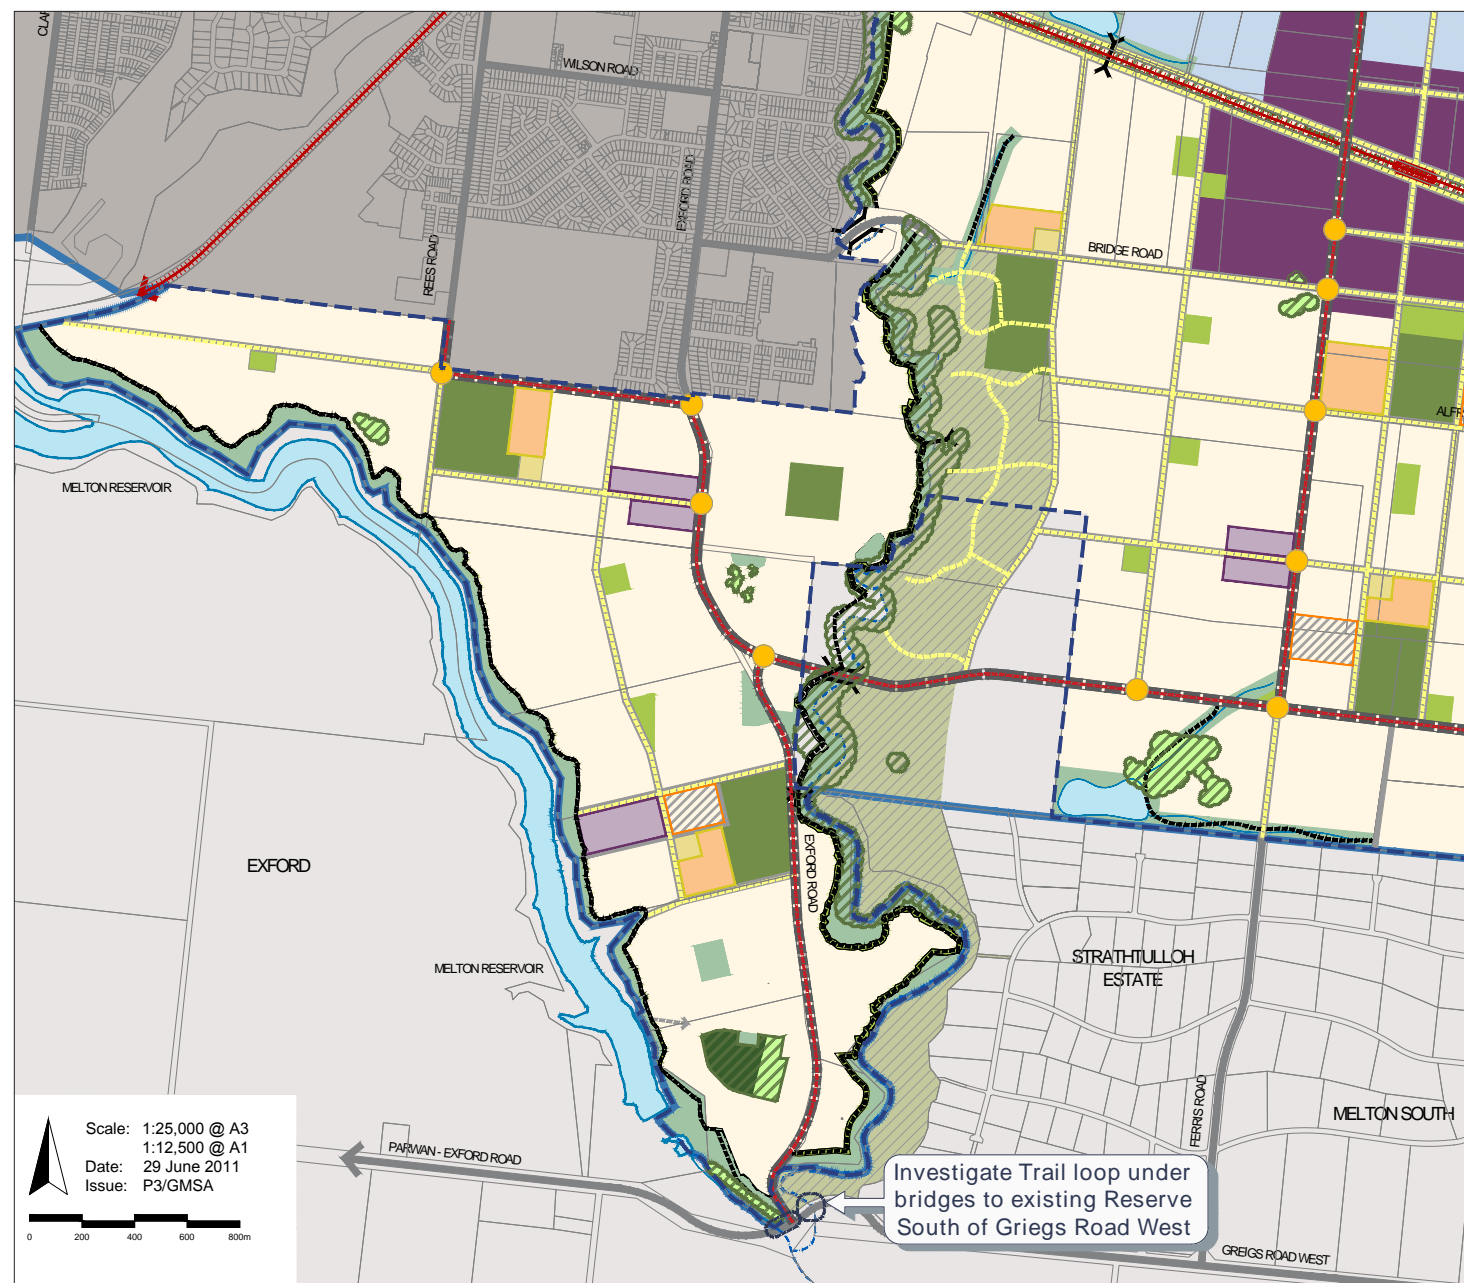 CLAR
WILSON ROAD
EXFORD ROAD
REES ROAD
BRIDGE ROAD
ALFR
MELTON RESERVOIR
EXFORD
EXFORD ROAD
MELTON RESERVOIR
STRATHTULLOH
ESTATE
FERRIS ROAD
MELTON SOUTH
PARWAN - EXFORD ROAD
Investigate Trail loop under
bridges to existing Reserve
South of Griegs Road West
GREIGS ROAD WEST
Scale: 1:25,000 @ A3
1:12,500 @ A1
Date: 29 June 2011
Issue: P3/GMSA
0 200 400 600 800m